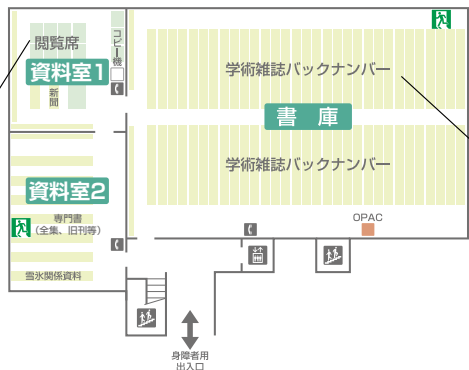 閲覧席
コピー機
資料室1
新聞
学術雑誌バックナンバー
書庫
学術雑誌バックナンバー
資料室2
専門書
（全集、旧刊等）
OPAC
雪氷関係資料
身障者用
出入口